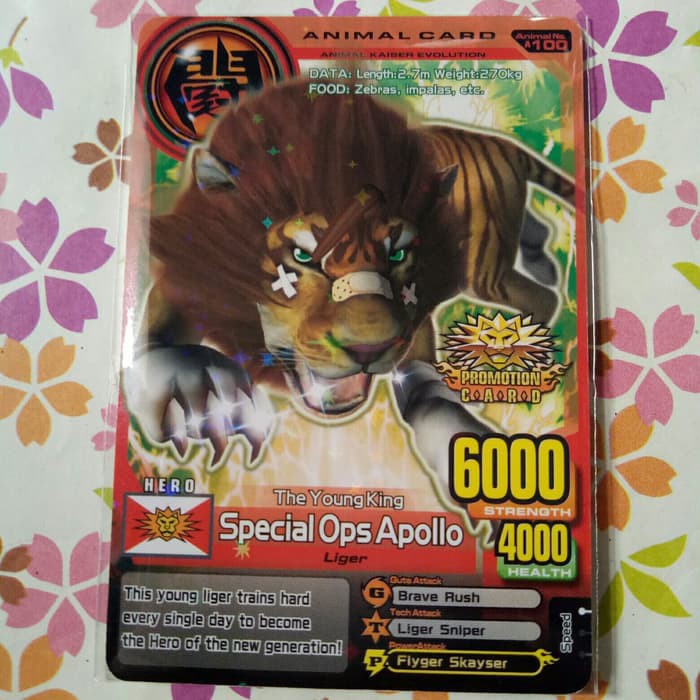 ANIMAL CARD
Animal No.
A100
ANIMAL KAISER EVOLUTION
闘
DATA: Length:2.7m Weight:270kg
FOOD: Zebras, impalas, etc.
PROMOTION
CARD
6000
STRENGTH
HERO
The Young King
Special Ops Apollo
Liger
4000
HEALTH
This young liger trains hard
every single day to become
the Hero of the new generation!
Guts Attack
G Brave Rush
Tech Attack
T Liger Sniper
PowerAttack
P Flyger Skayser
Speed